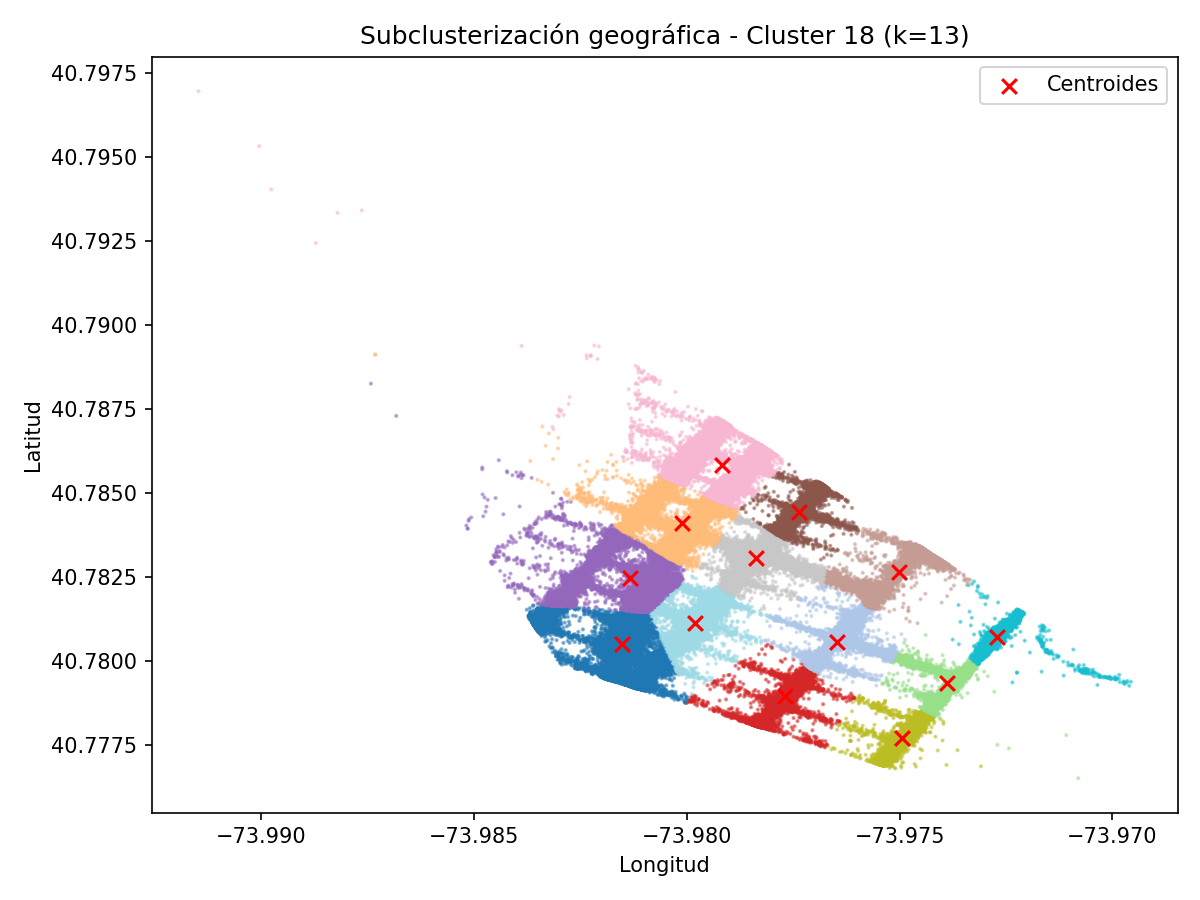 Subclusterización geográfica - Cluster 18 (k=13)
Centroides
40.7975
40.7950
40.7925
40.7900
40.7875
40.7850
40.7825
40.7800
40.7775
Latitud
−73.990 −73.985 −73.980 −73.975 −73.970
Longitud